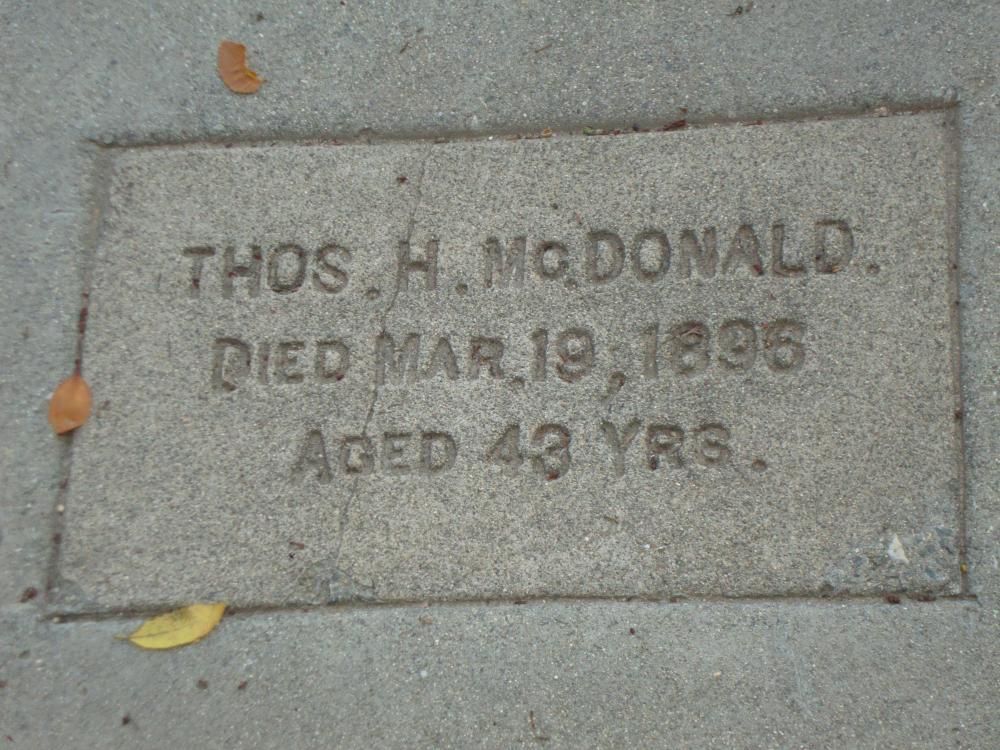 THOS. H. McDONALD.
DIED MAR. 19, 1896
AGED 43 YRS.